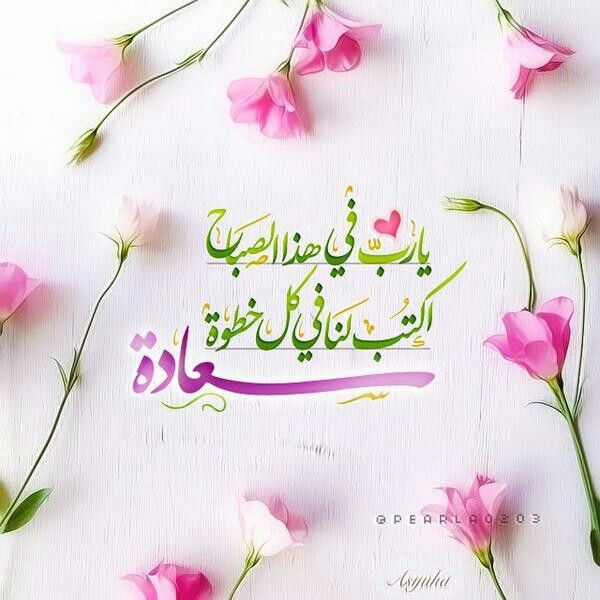 يارب في هذا الصباح
اكتب لنا في كل خطوة
سعادة
@PEARLA0203
Asyuha